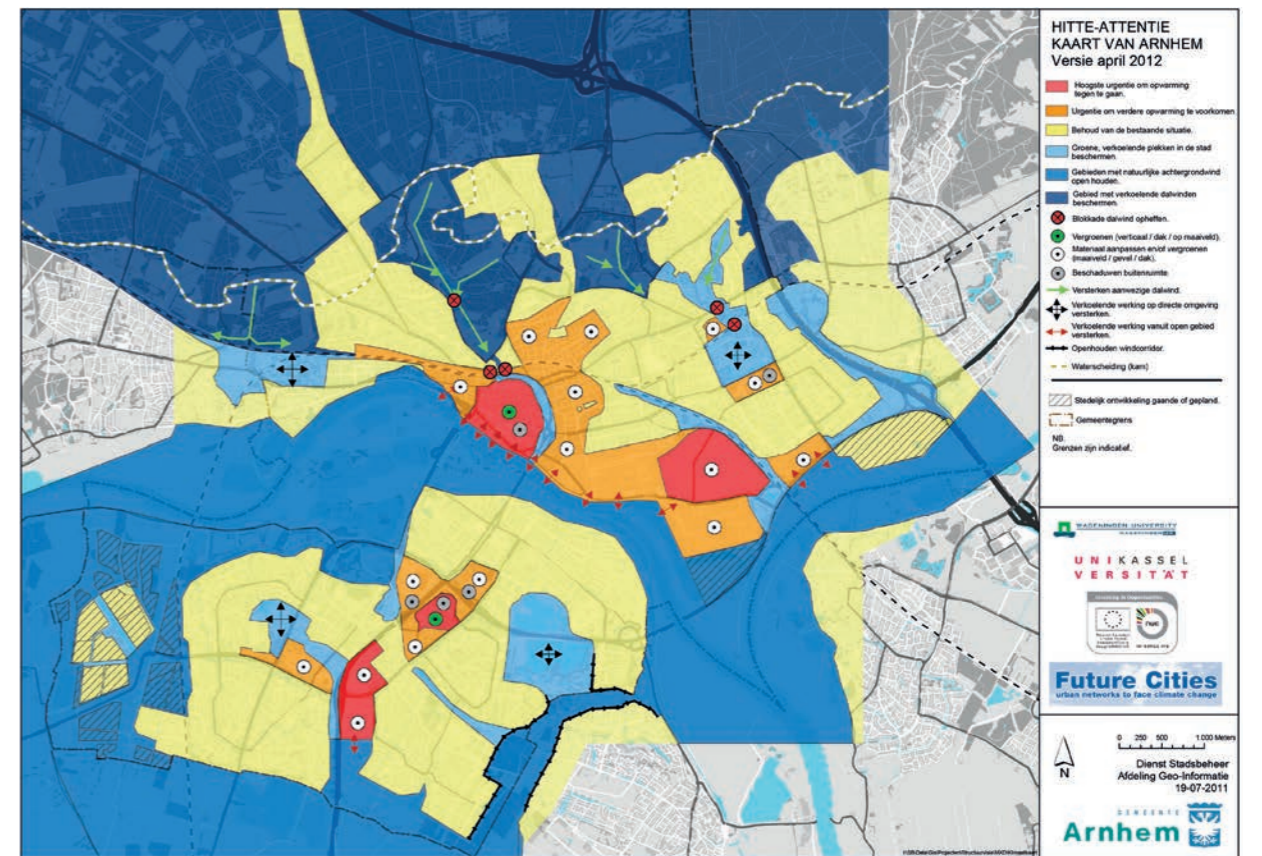 HITTE-ATTENTIE
KAART VAN ARNHEM
Versie april 2012
Hoogste urgentie om opwarming
tegen te gaan.
Urgentie om verdere opwarming te voorkomen
Behoud van de bestaande situatie.
Groene, verkoelende plekken in de stad
beschermen.
Gebieden met natuurlijke achtergrondwind
open houden.
Gebied met verkoelende dalwinden
beschermen.
Blokkade dalwind opheffen.
Vergroenen (verticaal / dak / op maaiveld).
Materiaal aanpassen en/of vergroenen
(maaiveld / gevel / dak).
Beschaduwen buitenruimte
Versterken aanwezige dalwind.
Verkoelende werking op directe omgeving
versterken.
Verkoelende werking vanuit open gebied
versterken.
Openhouden windcorridor.
Waterscheiding (kam)
Stedelijk ontwikkeling gaande of gepland.
Gemeentegrens
NB.
Grenzen zijn indicatief.
WAGENINGEN UNIVERSITY
UNIKASSEL
VERSITÄT
nwe
Future Cities
urban networks to face climate change
0 250 500 1.000 Meters
N
Dienst Stadsbeheer
Afdeling Geo-Informatie
19-07-2011
GEMEENTE
Arnhem